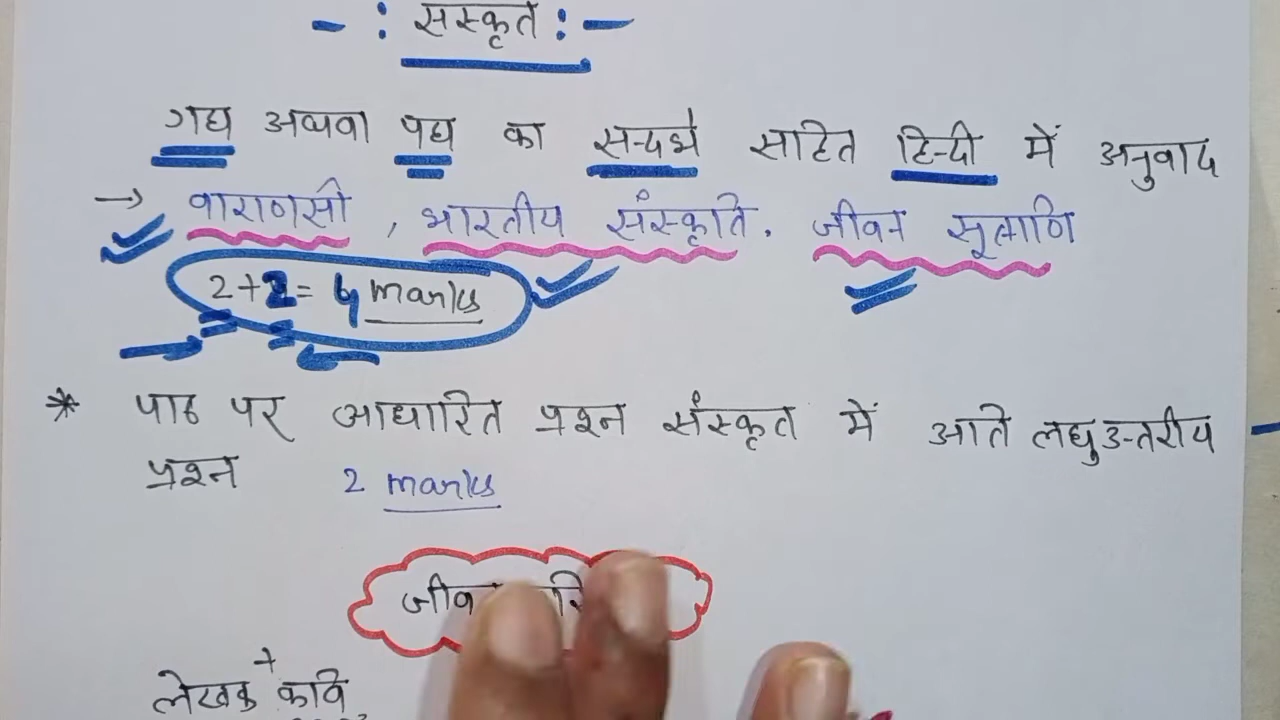 -: संस्कृत :-
गद्य अथवा पद्य का सन्दर्भ सहित हिन्दी में अनुवाद
→ वाराणसी , भारतीय संस्कृति. जीवन सूत्राणि
2+2= 4 marks
* पाठ पर आधारित प्रश्न संस्कृत में आते लघुउत्तरीय
प्रश्न 2 marks
लेखक + कवि